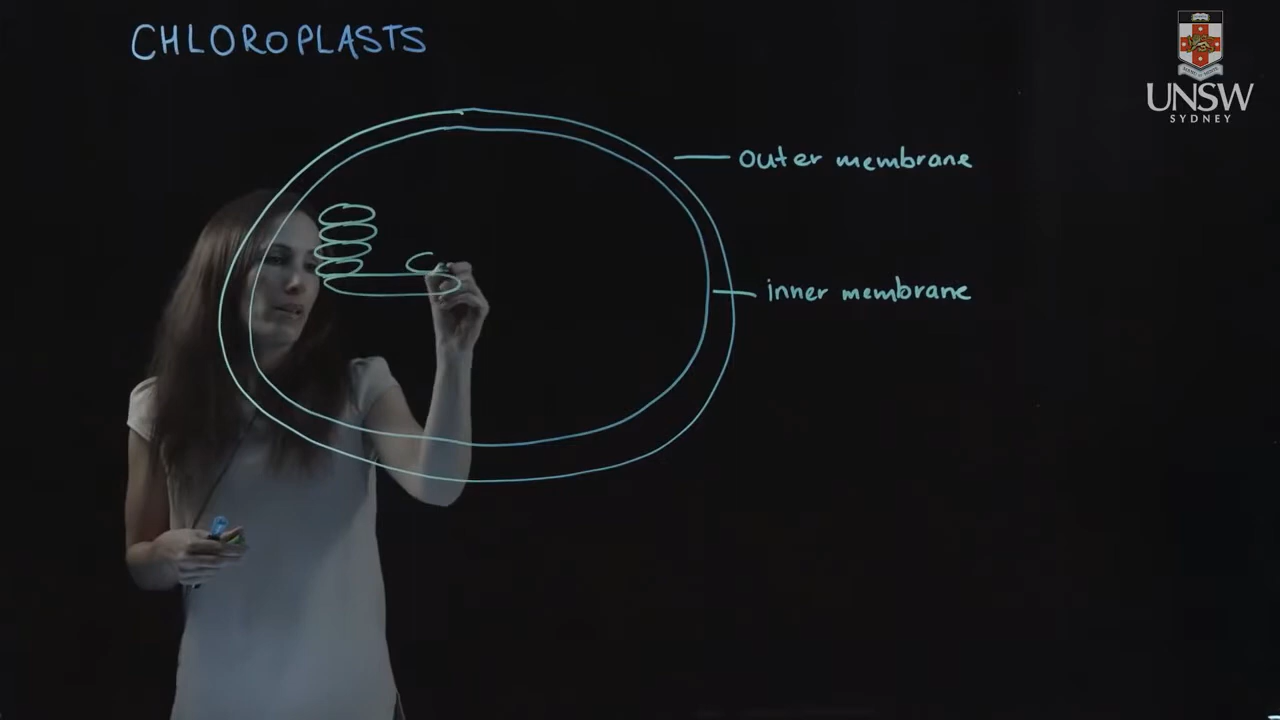 CHLOROPLASTS
UNSW
SYDNEY
outer membrane
inner membrane